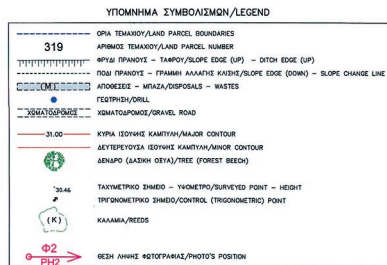 ΥΠΟΜΝΗΜΑ ΣΥΜΒΟΛΙΣΜΩΝ/LEGEND
ΟΡΙΑ ΤΕΜΑΧΙΟΥ/LAND PARCEL BOUNDARIES
319 ΑΡΙΘΜΟΣ ΤΕΜΑΧΙΟΥ/LAND PARCEL NUMBER
ΦΡΥΔΙ ΠΡΑΝΟΥΣ - ΤΑΦΡΟΥ/SLOPE EDGE (UP) - DITCH EDGE (UP)
ΠΟΔΙ ΠΡΑΝΟΥΣ - ΓΡΑΜΜΗ ΑΛΛΑΓΗΣ ΚΛΙΣΗΣ/SLOPE EDGE (DOWN) - SLOPE CHANGE LINE
(M) ΑΠΟΘΕΣΕΙΣ - ΜΠΑΖΑ/DISPOSALS - WASTES
ΓΕΩΤΡΗΣΗ/DRILL
ΧΩΜΑΤΟΔΡΟΜΟΣ ΧΩΜΑΤΟΔΡΟΜΟΣ/GRAVEL ROAD
31.00 ΚΥΡΙΑ ΙΣΟΥΨΗΣ ΚΑΜΠΥΛΗ/MAJOR CONTOUR
ΔΕΥΤΕΡΕΥΟΥΣΑ ΙΣΟΥΨΗΣ ΚΑΜΠΥΛΗ/MINOR CONTOUR
ΔΕΝΔΡΟ (ΔΑΣΙΚΗ ΟΞΥΑ)/TREE (FOREST BEECH)
30.46 ΤΑΧΥΜΕΤΡΙΚΟ ΣΗΜΕΙΟ - ΥΨΟΜΕΤΡΟ/SURVEYED POINT - HEIGHT
ΤΡΙΓΩΝΟΜΕΤΡΙΚΟ ΣΗΜΕΙΟ/CONTROL (TRIGONOMETRIC) POINT
(K) ΚΑΛΑΜΙΑ/REEDS
Φ2
PH2 ΘΕΣΗ ΛΗΨΗΣ ΦΩΤΟΓΡΑΦΙΑΣ/PHOTO'S POSITION